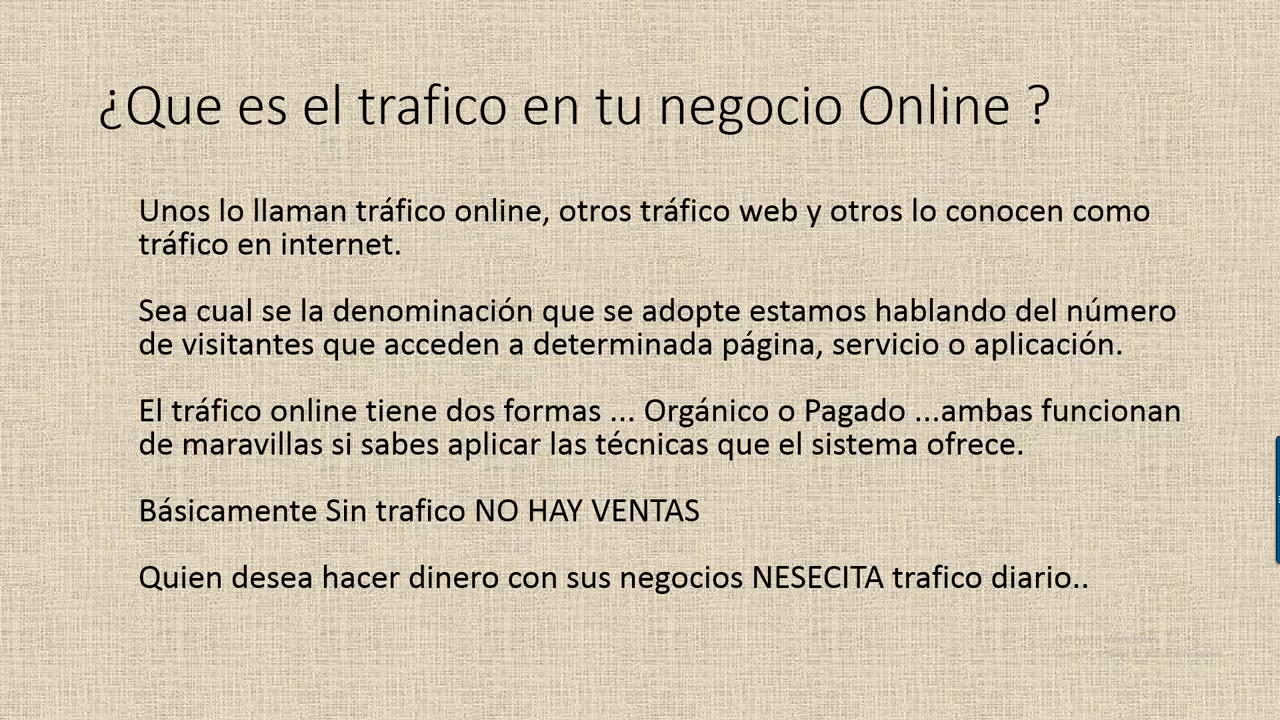 ¿Que es el trafico en tu negocio Online ?
Unos lo llaman tráfico online, otros tráfico web y otros lo conocen como
tráfico en internet.
Sea cual se la denominación que se adopte estamos hablando del número
de visitantes que acceden a determinada página, servicio o aplicación.
El tráfico online tiene dos formas ... Orgánico o Pagado ...ambas funcionan
de maravillas si sabes aplicar las técnicas que el sistema ofrece.
Básicamente Sin trafico NO HAY VENTAS
Quien desea hacer dinero con sus negocios NESECITA trafico diario..